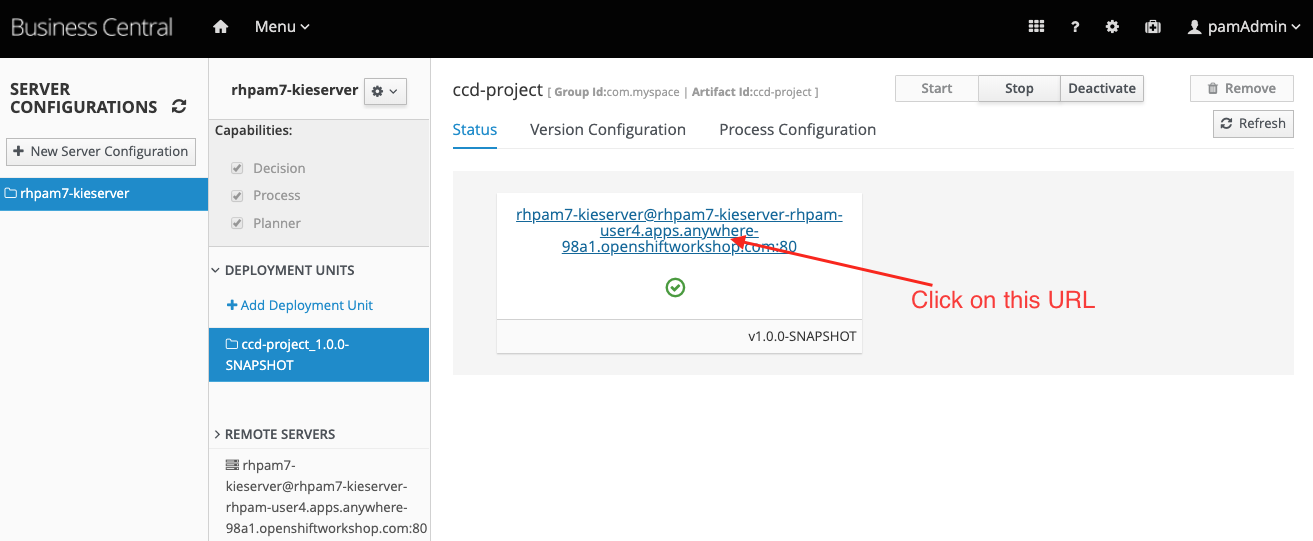 Business Central
Menu
?
pamAdmin
SERVER
CONFIGURATIONS
+ New Server Configuration
rhpam7-kieserver
rhpam7-kieserver
Capabilities:
Decision
Process
Planner
DEPLOYMENT UNITS
+ Add Deployment Unit
ccd-project_1.0.0-
SNAPSHOT
REMOTE SERVERS
rhpam7-
kieserver@rhpam7-kieserver-
rhpam-user4.apps.anywhere-
98a1.openshiftworkshop.com:80
ccd-project [ Group Id:com.myspace | Artifact Id:ccd-project ]
Start
Stop
Deactivate
Remove
Refresh
Status
Version Configuration
Process Configuration
rhpam7-kieserver@rhpam7-kieserver-rhpam-
user4.apps.anywhere-
98a1.openshiftworkshop.com:80
v1.0.0-SNAPSHOT
Click on this URL